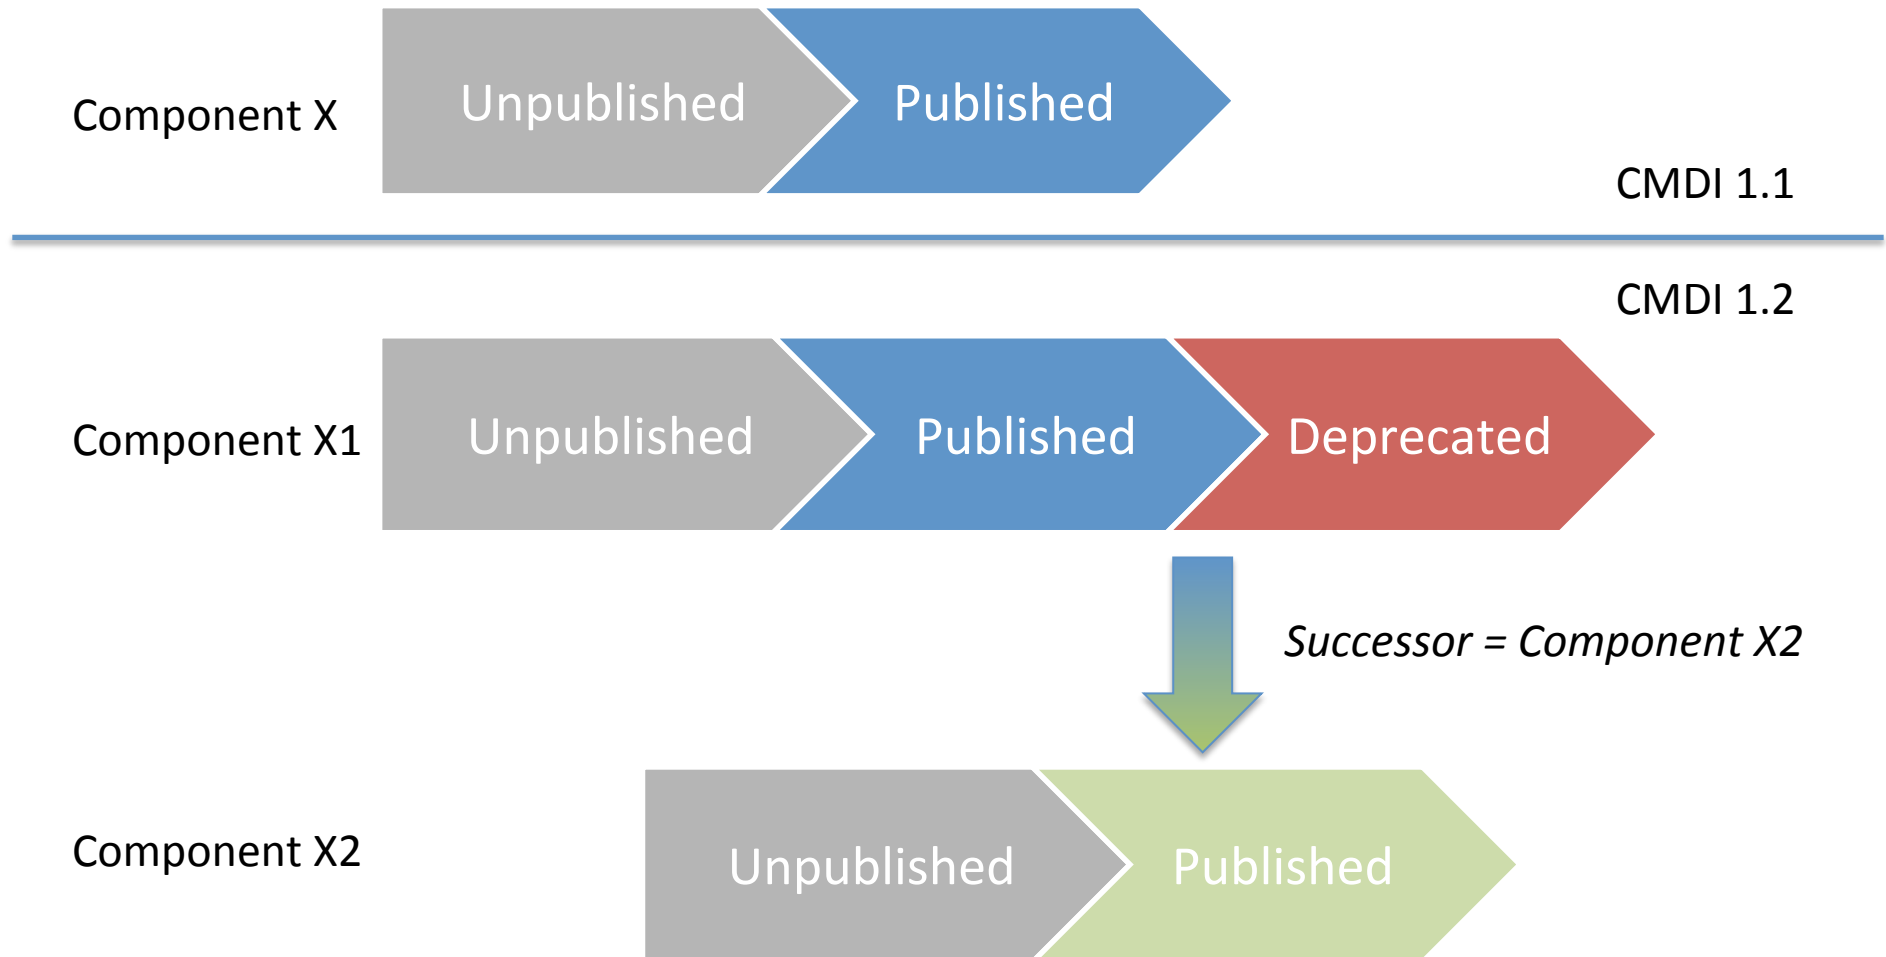 Component X
Unpublished
Published
CMDI 1.1
CMDI 1.2
Component X1
Unpublished
Published
Deprecated
Successor = Component X2
Component X2
Unpublished
Published